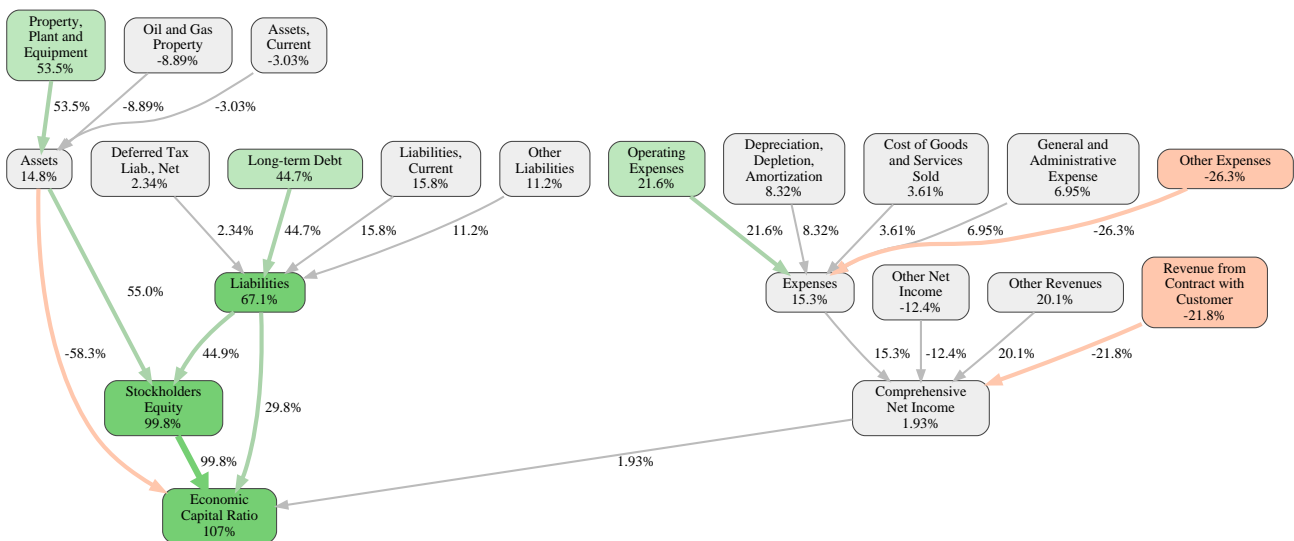 Property,
Plant and
Equipment
53.5%
Oil and Gas
Property
-8.89%
Assets,
Current
-3.03%
53.5%
-8.89%
-3.03%
Assets
14.8%
Deferred Tax
Liab., Net
2.34%
Long-term Debt
44.7%
Liabilities,
Current
15.8%
Other
Liabilities
11.2%
Operating
Expenses
21.6%
Depreciation,
Depletion,
Amortization
8.32%
Cost of Goods
and Services
Sold
3.61%
General and
Administrative
Expense
6.95%
Other Expenses
-26.3%
2.34%
44.7%
15.8%
11.2%
21.6%
8.32%
3.61%
6.95%
-26.3%
Liabilities
67.1%
Expenses
15.3%
Other Net
Income
-12.4%
Other Revenues
20.1%
Revenue from
Contract with
Customer
-21.8%
55.0%
-58.3%
44.9%
29.8%
15.3%
-12.4%
20.1%
-21.8%
Stockholders
Equity
99.8%
Comprehensive
Net Income
1.93%
99.8%
1.93%
Economic
Capital Ratio
107%